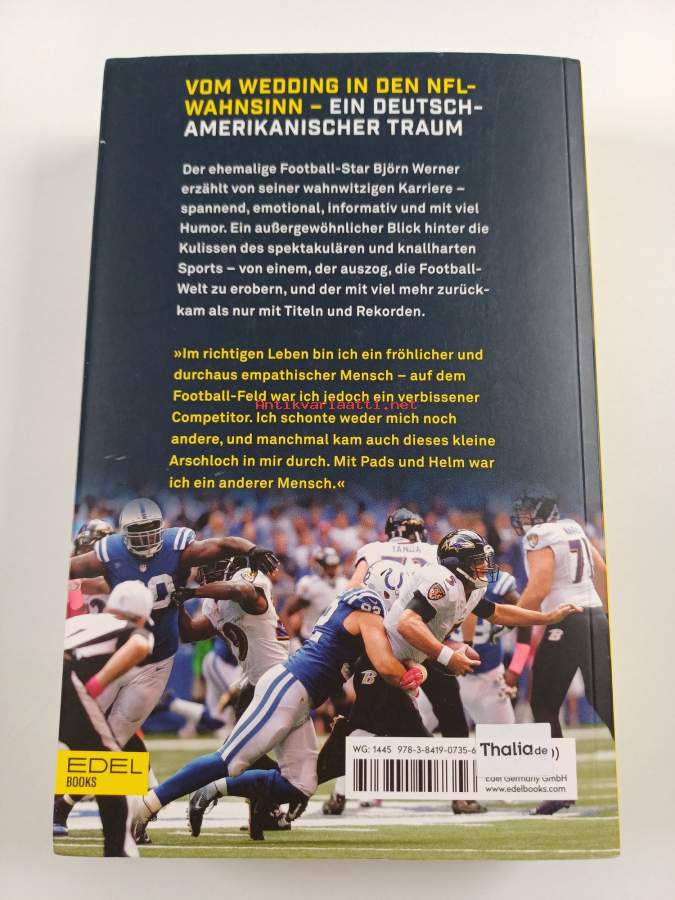 VOM WEDDING IN DEN NFL-
WAHNSINN – EIN DEUTSCH-
AMERIKANISCHER TRAUM
Der ehemalige Football-Star Björn Werner
erzählt von seiner wahnwitzigen Karriere –
spannend, emotional, informativ und mit viel
Humor. Ein außergewöhnlicher Blick hinter die
Kulissen des spektakulären und knallharten
Sports – von einem, der auszog, die Football-
Welt zu erobern, und der mit viel mehr zurück-
kam als nur mit Titeln und Rekorden.
»Im richtigen Leben bin ich ein fröhlicher und
durchaus empathischer Mensch – auf dem
Football-Feld war ich jedoch ein verbissener
Antikvariaatti.net
Competitor. Ich schonte weder mich noch
andere, und manchmal kam auch dieses kleine
Arschloch in mir durch. Mit Pads und Helm war
ich ein anderer Mensch.«
YANDA
92
5
7
WG: 1445 978-3-8419-0735-6
Thalia.de
Edel Germany GmbH
www.edelbooks.com
EDEL
BOOKS